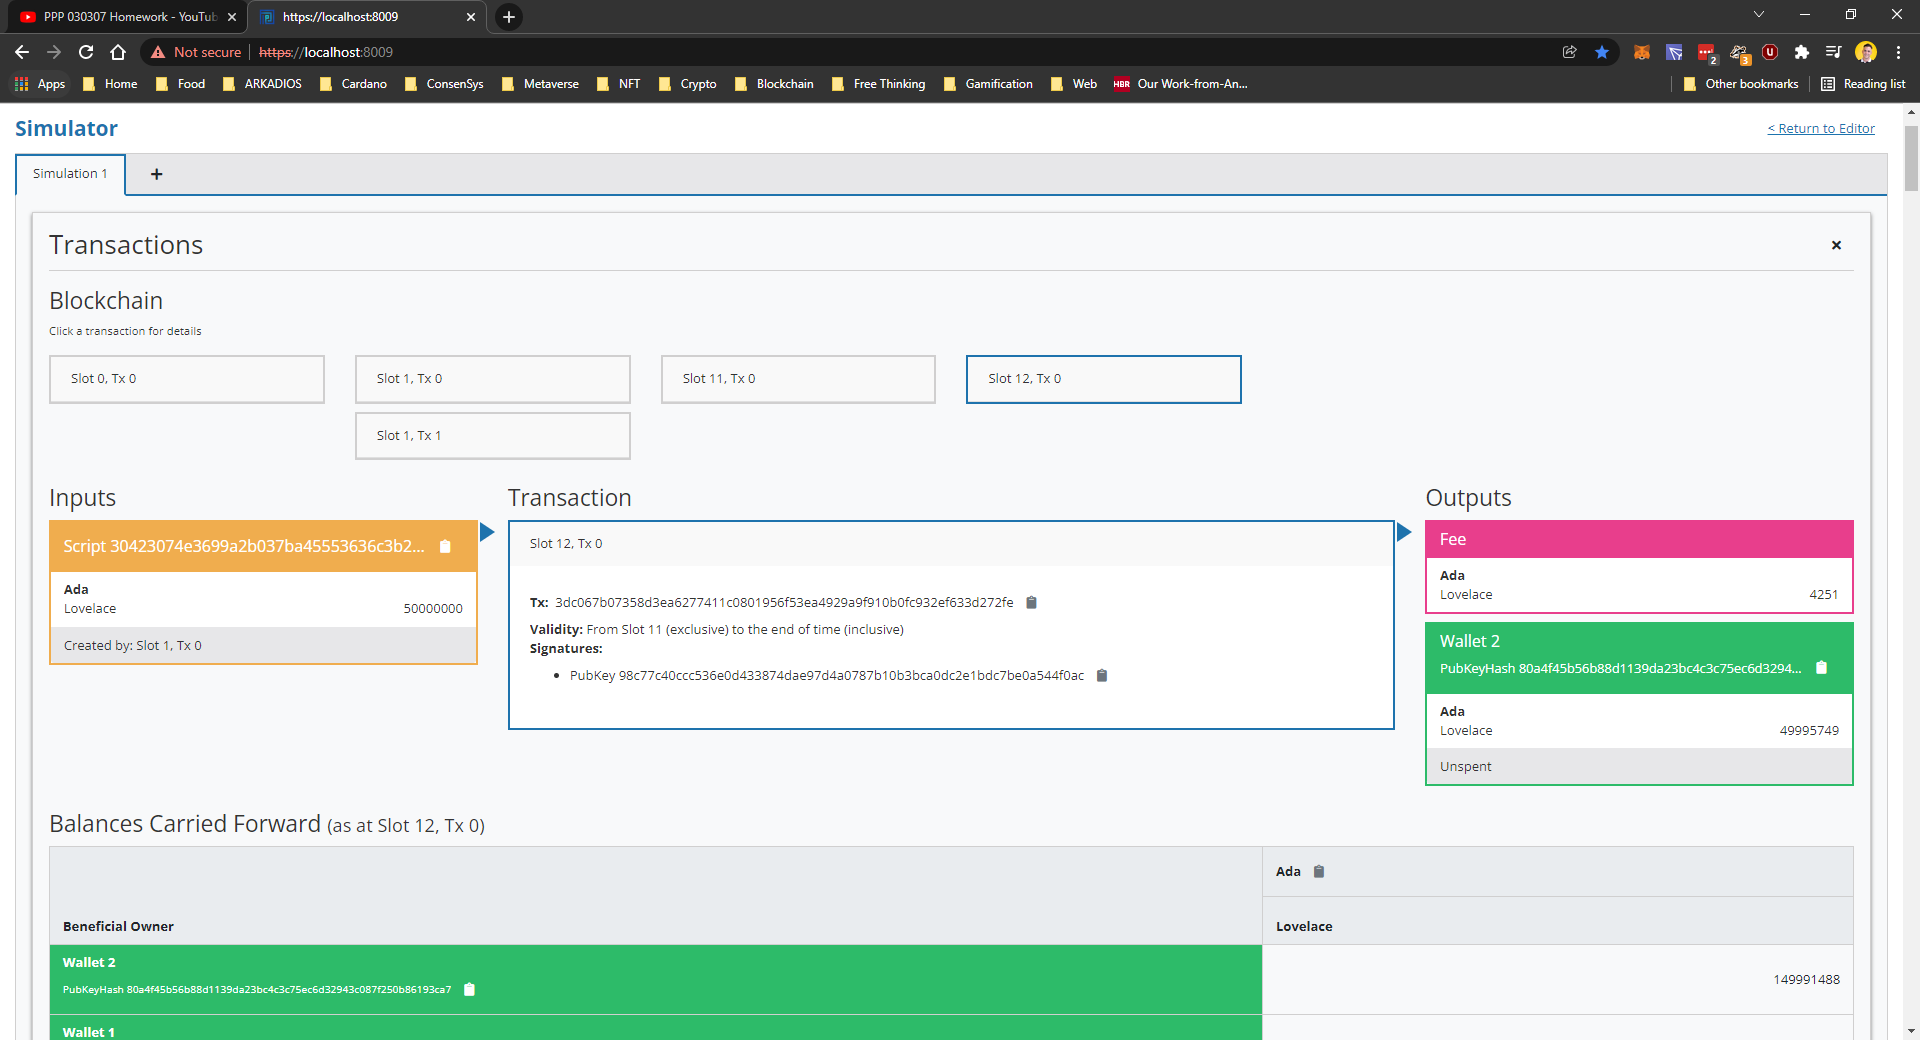 PPP 030307 Homework - YouTub
https://localhost:8009
Not secure
https://localhost:8009
2
3
Apps
Home
Food
ARKADIOS
Cardano
ConsenSys
Metaverse
NFT
Crypto
Blockchain
Free Thinking
Gamification
Web
HBR Our Work-from-An...
Other bookmarks
Reading list
Simulator
< Return to Editor
Simulation 1
+
Transactions
Blockchain
Click a transaction for details
Slot 0, Tx 0
Slot 1, Tx 0
Slot 11, Tx 0
Slot 12, Tx 0
Slot 1, Tx 1
Inputs
Script 30423074e3699a2b037ba45553636c3b2...
Ada
Lovelace 50000000
Created by: Slot 1, Tx 0
Transaction
Slot 12, Tx 0
Tx: 3dc067b07358d3ea6277411c0801956f53ea4929a9f910b0fc932ef633d272fe
Validity: From Slot 11 (exclusive) to the end of time (inclusive)
Signatures:
• PubKey 98c77c40ccc536e0d433874dae97d4a0787b10b3bca0dc2e1bdc7be0a544f0ac
Outputs
Fee
Ada
Lovelace 4251
Wallet 2
PubKeyHash 80a4f45b56b88d1139da23bc4c3c75ec6d3294...
Ada
Lovelace 49995749
Unspent
Balances Carried Forward (as at Slot 12, Tx 0)
Ada
Beneficial Owner
Lovelace
Wallet 2
PubKeyHash 80a4f45b56b88d1139da23bc4c3c75ec6d32943c087f250b86193ca7
149991488
Wallet 1